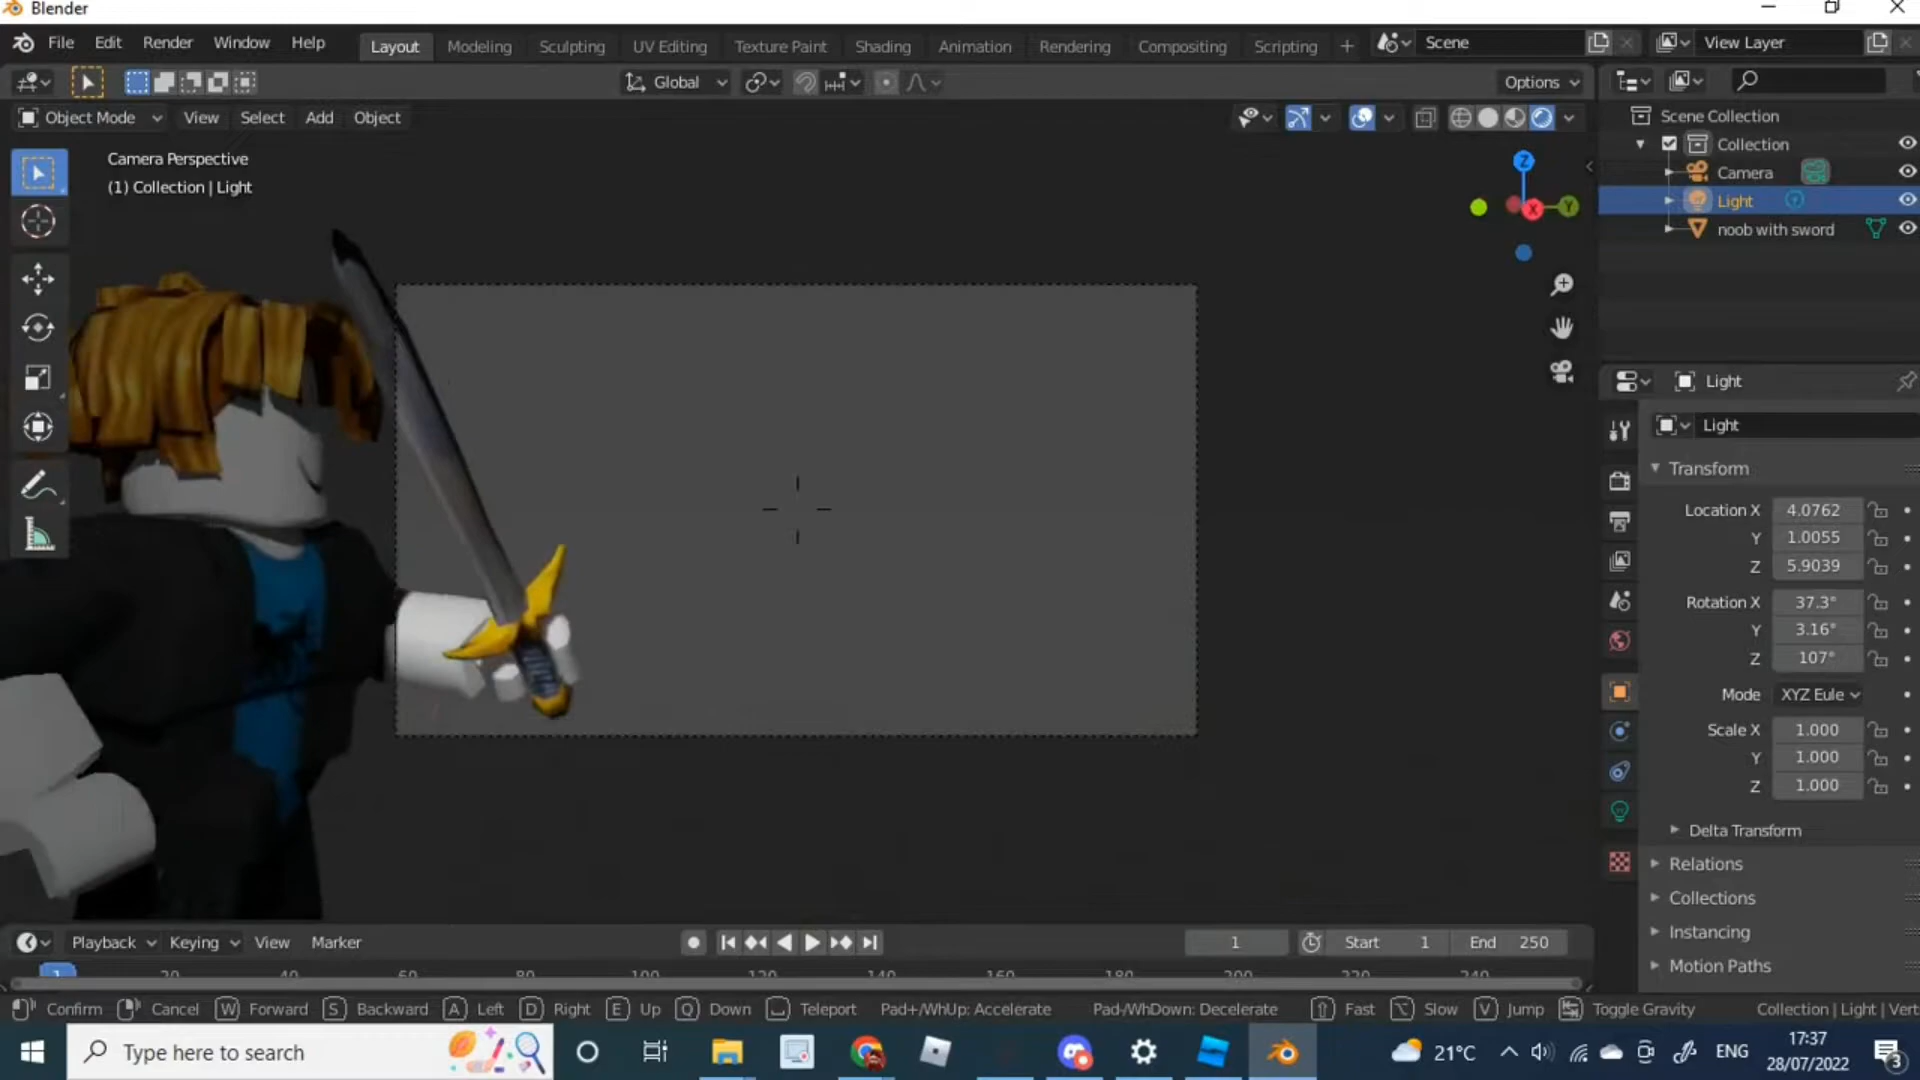 Blender
File Edit Render Window Help Layout Modeling Sculpting UV Editing Texture Paint Shading Animation Rendering Compositing Scripting + Scene View Layer
Global Options
Object Mode View Select Add Object
Camera Perspective
(1) Collection | Light
Z
X
Y
Scene Collection
Collection
Camera
Light
noob with sword
Light
Light
Transform
Location X 4.0762
Y 1.0055
Z 5.9039
Rotation X 37.3°
Y 3.16°
Z 107°
Mode XYZ Eule
Scale X 1.000
Y 1.000
Z 1.000
Delta Transform
Relations
Collections
Instancing
Motion Paths
Playback Keying View Marker 1 Start 1 End 250
1 20 40 60 80 100 120 140 160 180 200 220 240
Confirm Cancel W Forward S Backward A Left D Right E Up Q Down Teleport Pad+/WhUp: Accelerate Pad-/WhDown: Decelerate Fast Slow V Jump Toggle Gravity Collection | Light | Vert
Type here to search 21°C ENG 17:37
28/07/2022 3